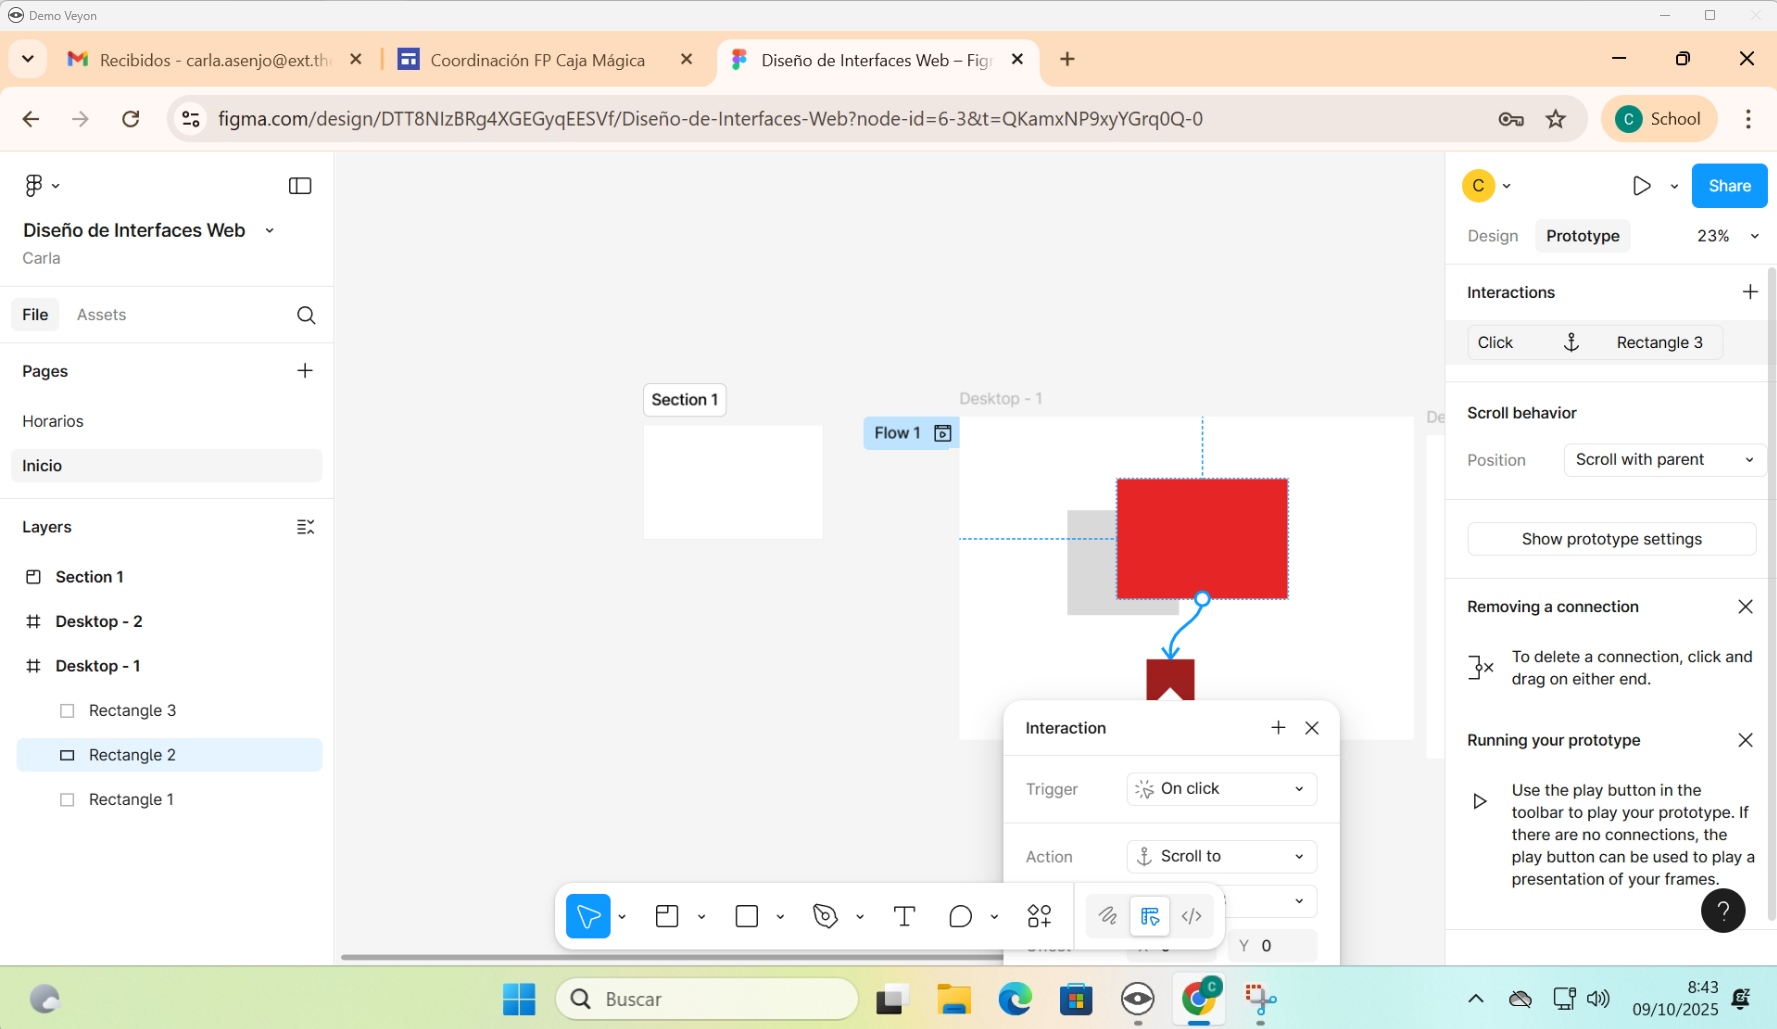 Demo Veyon
Recibidos - carla.asenjo@ext.th
Coordinación FP Caja Mágica
Diseño de Interfaces Web – Fig
figma.com/design/DTT8NIzBRg4XGEGyqEESVf/Diseño-de-Interfaces-Web?node-id=6-3&t=QKamxNP9xyYGrq0Q-0
C School
Diseño de Interfaces Web
Carla
File Assets
Pages
Horarios
Inicio
Layers
Section 1
Desktop - 2
Desktop - 1
Rectangle 3
Rectangle 2
Rectangle 1
Section 1
Flow 1
Desktop - 1
De
Interaction
Trigger On click
Action Scroll to
Y 0
C
Share
Design Prototype 23%
Interactions
Click Rectangle 3
Scroll behavior
Position Scroll with parent
Show prototype settings
Removing a connection
To delete a connection, click and
drag on either end.
Running your prototype
Use the play button in the
toolbar to play your prototype. If
there are no connections, the
play button can be used to play a
presentation of your frames.
?
Buscar
C
8:43
09/10/2025